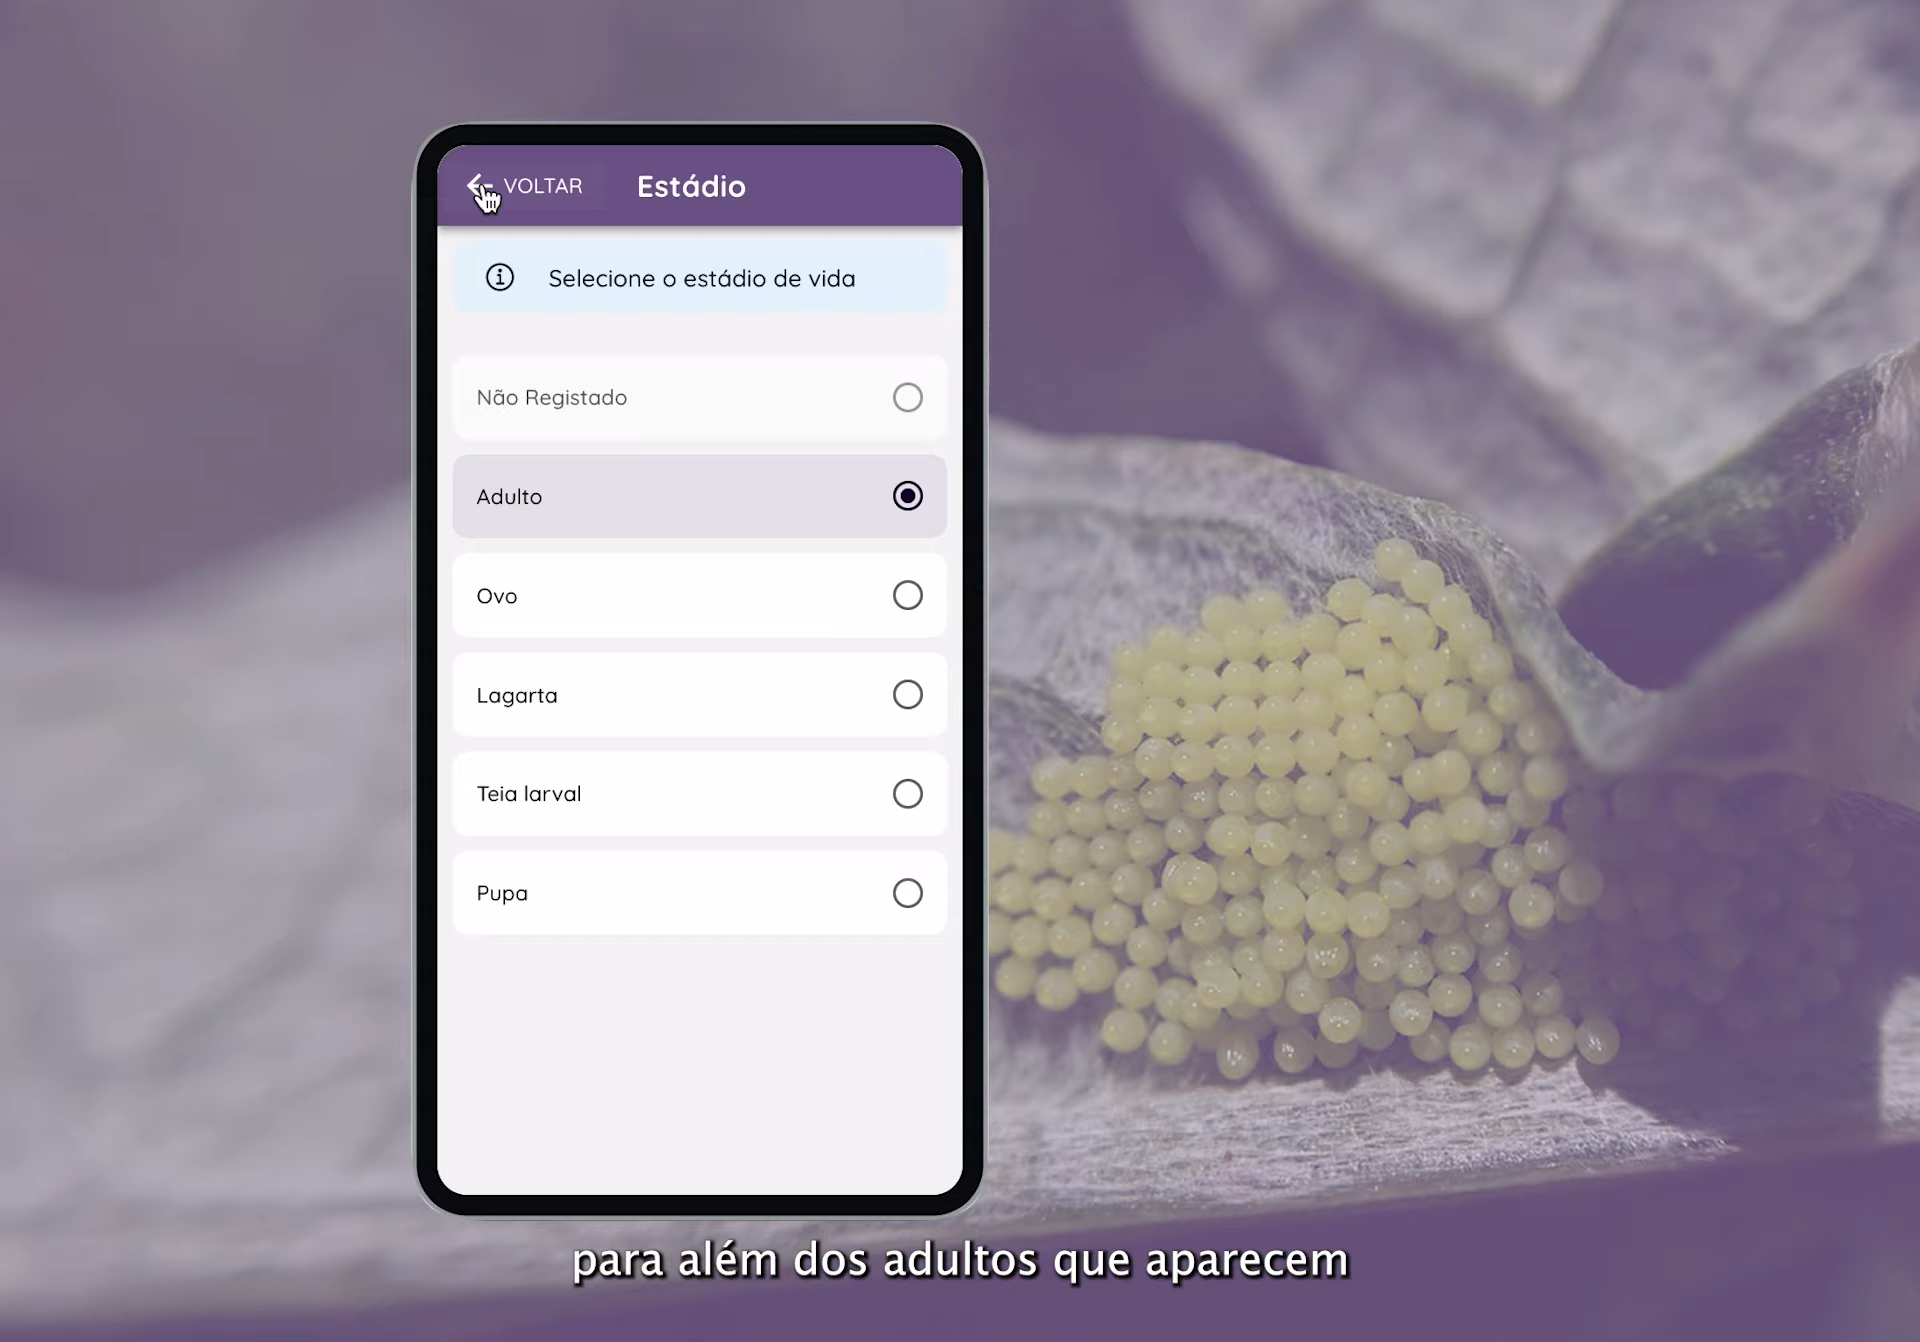 VOLTAR Estádio
Selecione o estádio de vida
Não Registado
Adulto
Ovo
Lagarta
Teia larval
Pupa
para além dos adultos que aparecem